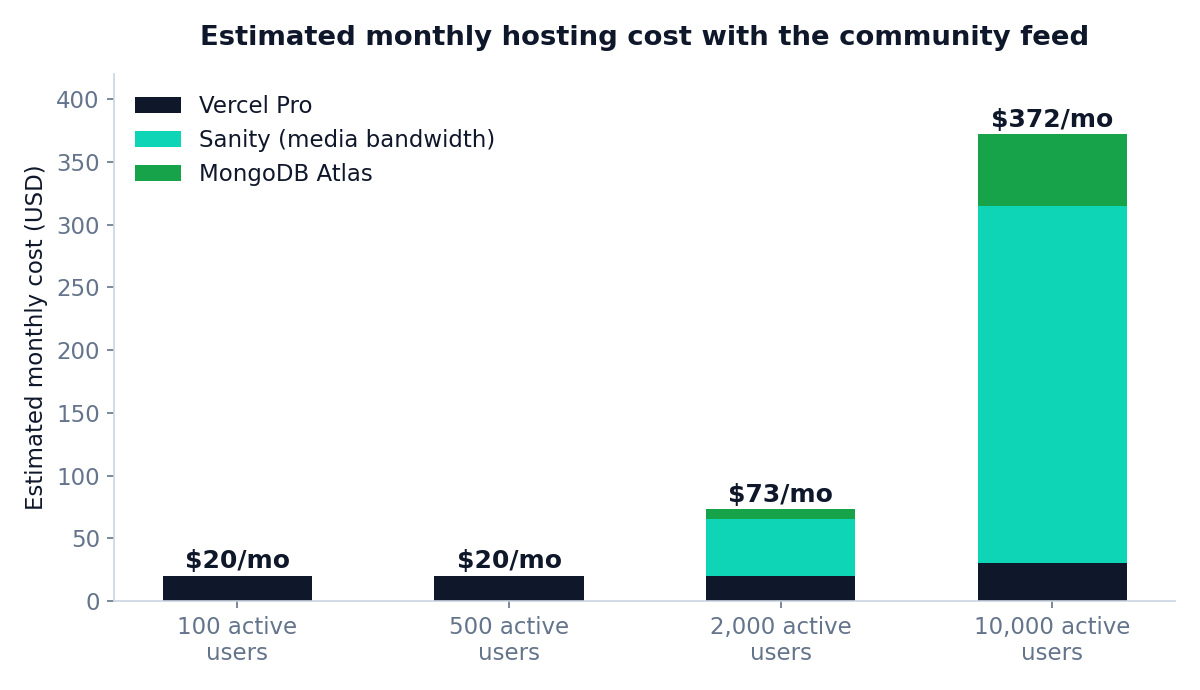 Estimated monthly hosting cost with the community feed
Estimated monthly cost (USD)
400
350
300
250
200
150
100
50
0
Vercel Pro
Sanity (media bandwidth)
MongoDB Atlas
$20/mo
$20/mo
$73/mo
$372/mo
100 active
users
500 active
users
2,000 active
users
10,000 active
users